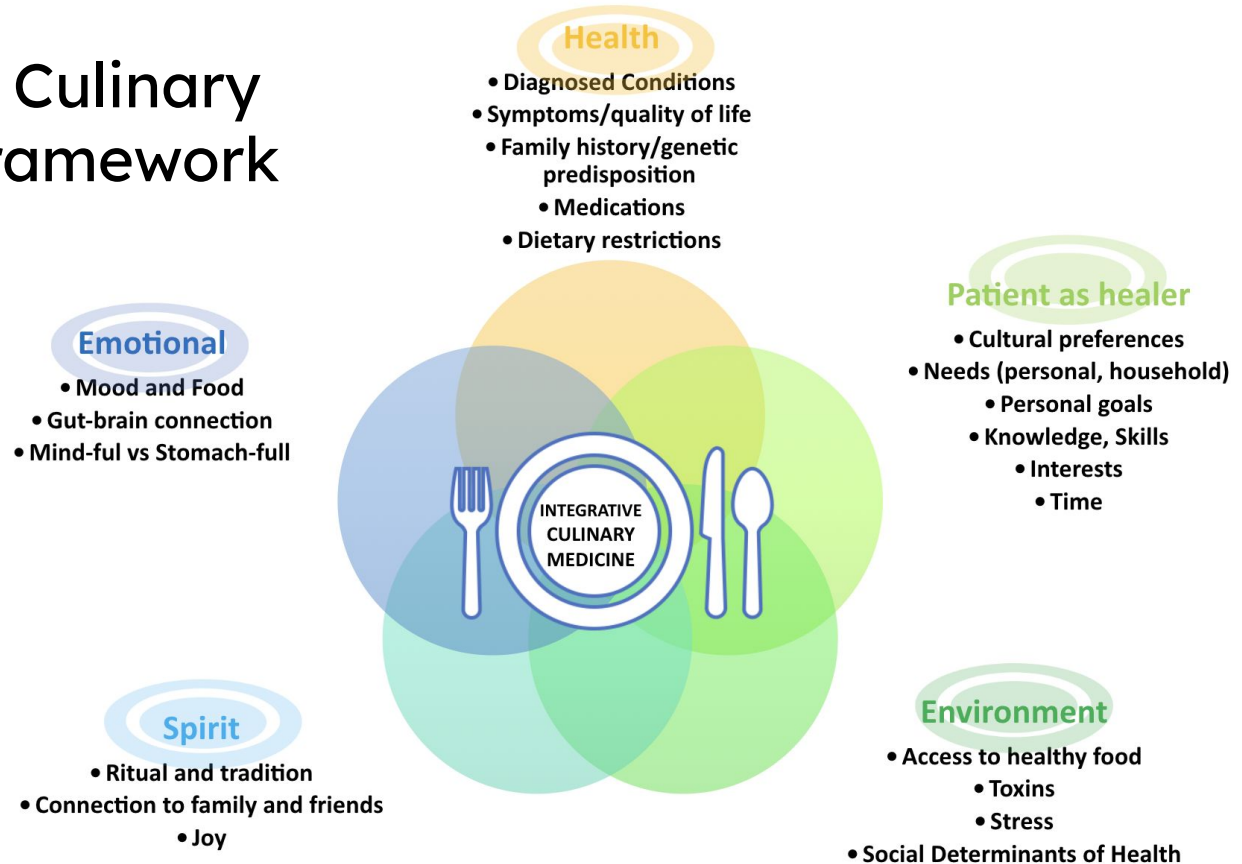 Culinary
ramework
Health
• Diagnosed Conditions
• Symptoms/quality of life
• Family history/genetic
predisposition
• Medications
• Dietary restrictions
Patient as healer
• Cultural preferences
• Needs (personal, household)
• Personal goals
• Knowledge, Skills
• Interests
• Time
Emotional
• Mood and Food
• Gut-brain connection
• Mind-ful vs Stomach-full
INTEGRATIVE
CULINARY
MEDICINE
Spirit
• Ritual and tradition
• Connection to family and friends
• Joy
Environment
• Access to healthy food
• Toxins
• Stress
• Social Determinants of Health